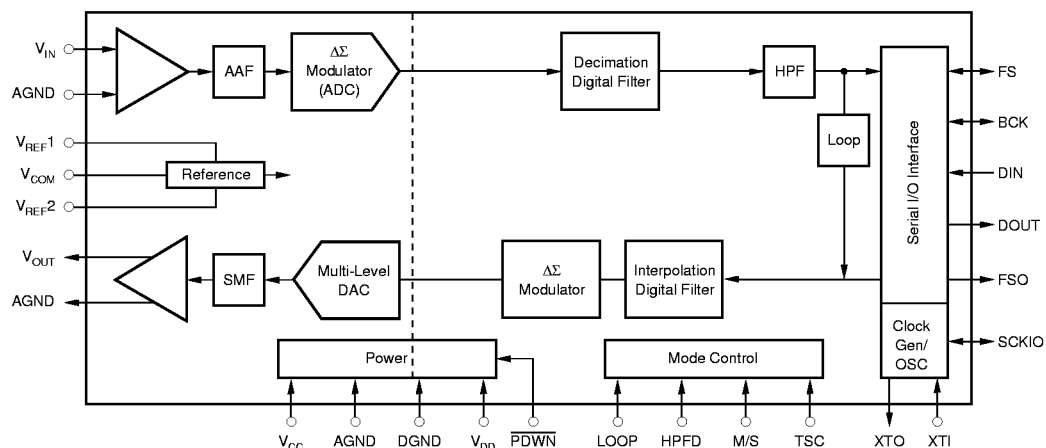 V_IN
AGND
AAF
ΔΣ
Modulator
(ADC)
Decimation
Digital Filter
HPF
Loop
Serial I/O Interface
FS
BCK
DIN
DOUT
FSO
V_REF1
V_COM
V_REF2
Reference
V_OUT
AGND
SMF
Multi-Level
DAC
ΔΣ
Modulator
Interpolation
Digital Filter
Clock
Gen/
OSC
SCKIO
Power
Mode Control
V_CC
AGND
DGND
V_DD
PDWN
LOOP
HPFD
M/S
TSC
XTO
XTI